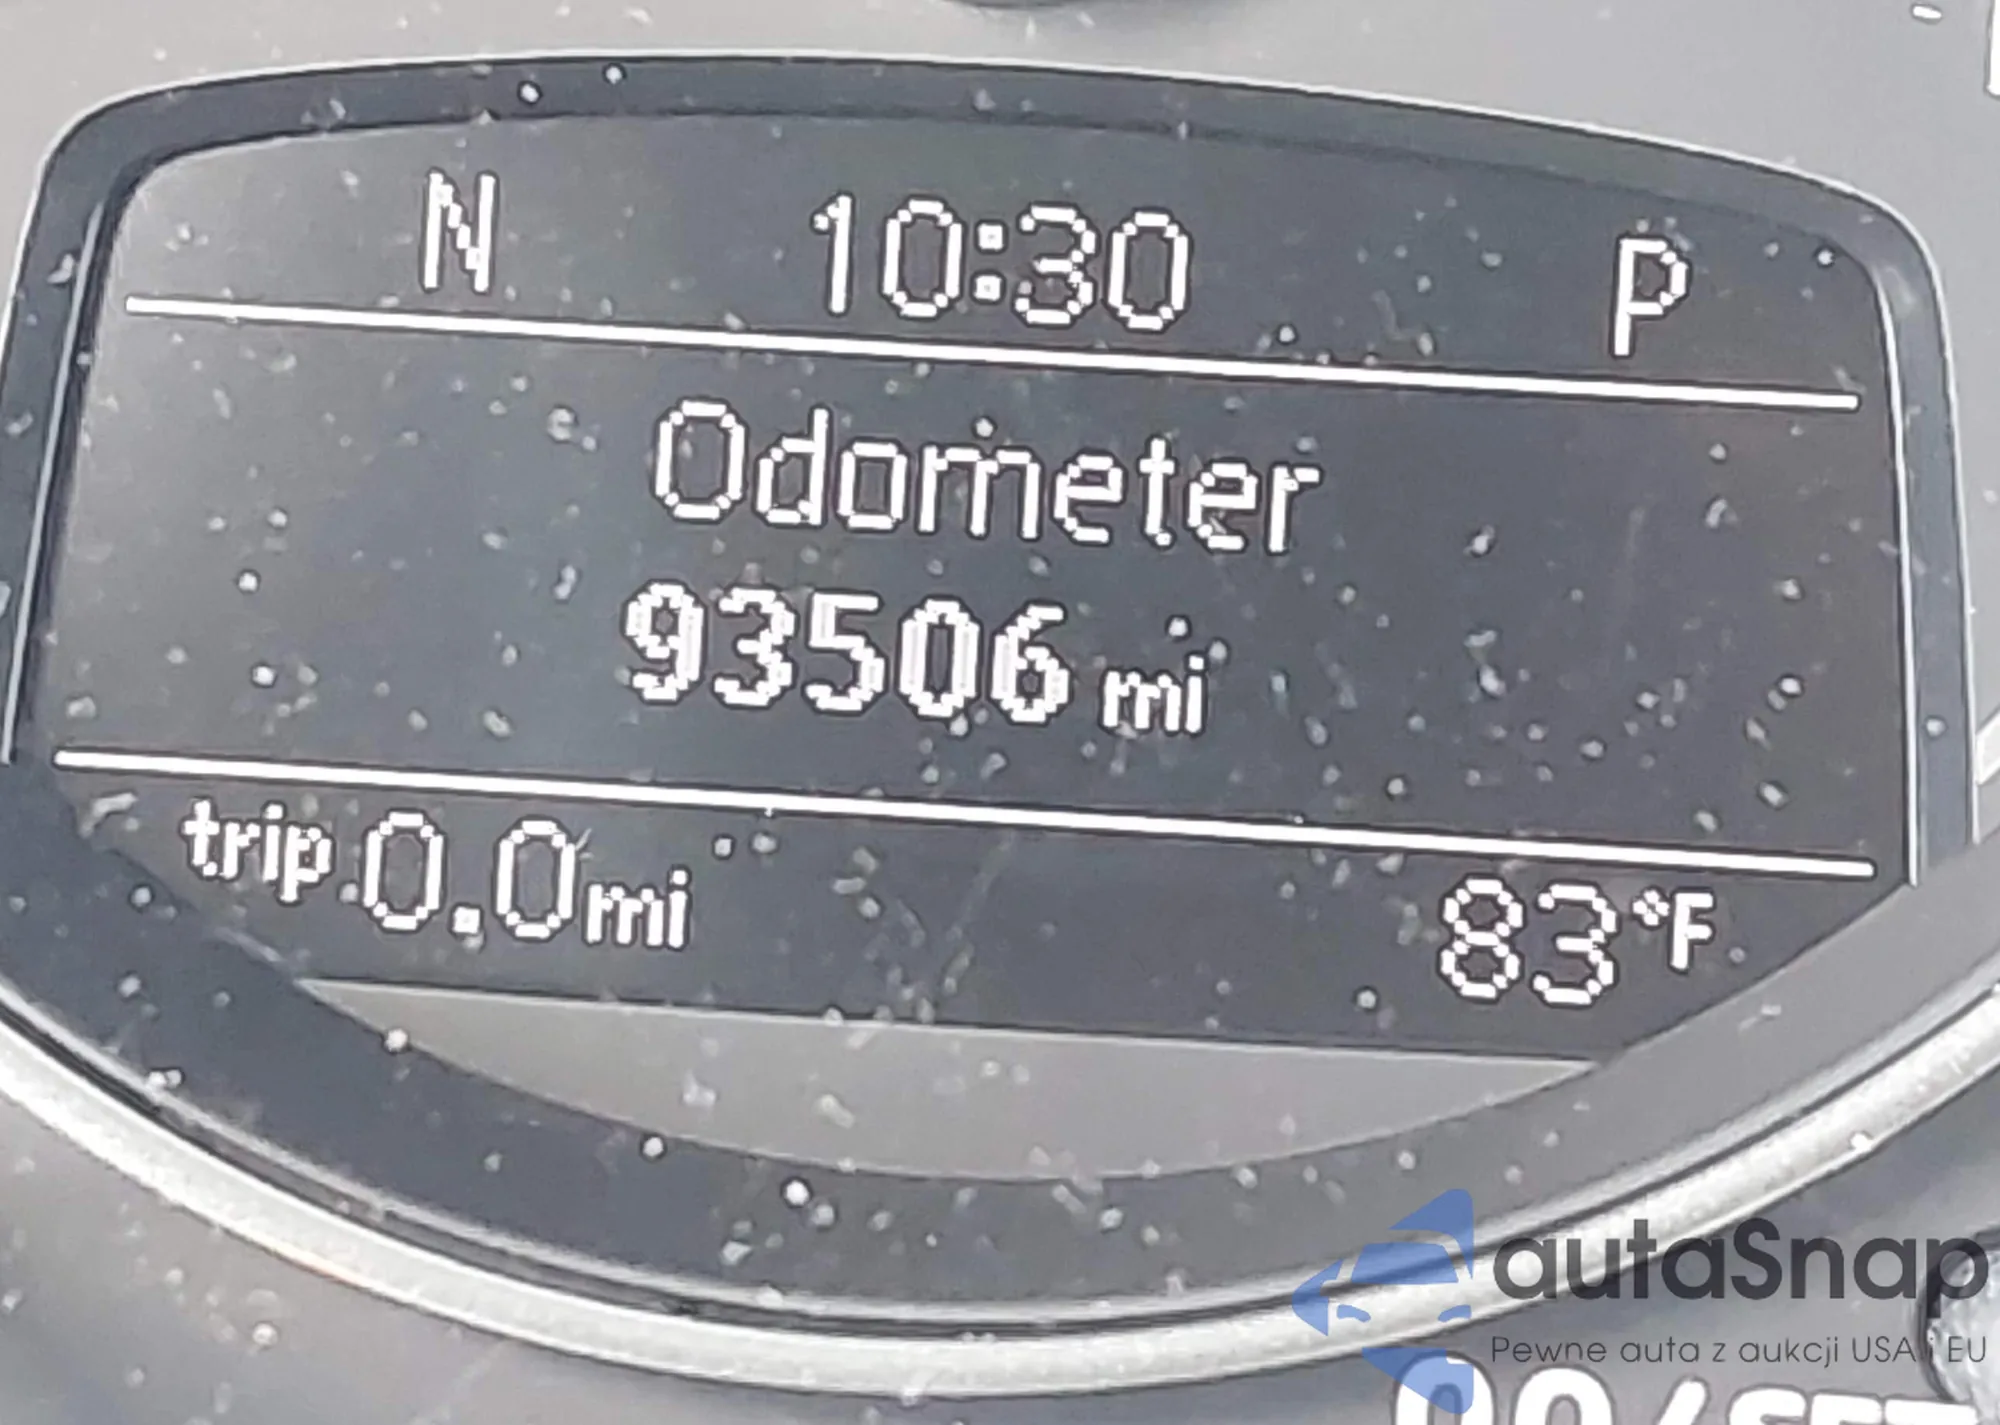 N 10:30 P
Odometer
93506 mi
trip 0.0 mi 83°F
autaSnap
Pewne auta z aukcji USA i EU